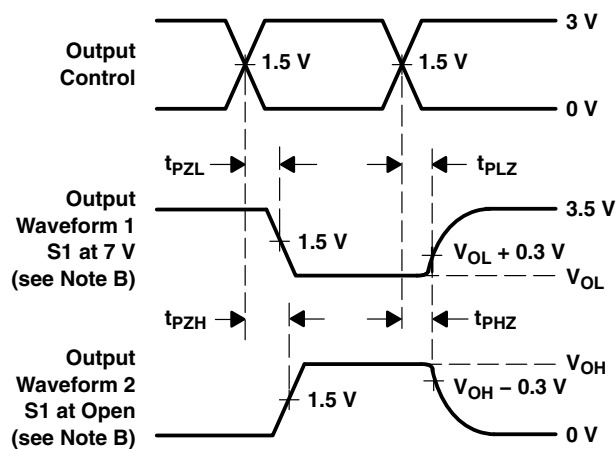 3 V
Output
Control
1.5 V
1.5 V
0 V
tPZL
tPLZ
Output
Waveform 1
S1 at 7 V
(see Note B)
3.5 V
1.5 V
VOL + 0.3 V
VOL
tPZH
tPHZ
Output
Waveform 2
S1 at Open
(see Note B)
VOH
1.5 V
VOH − 0.3 V
0 V